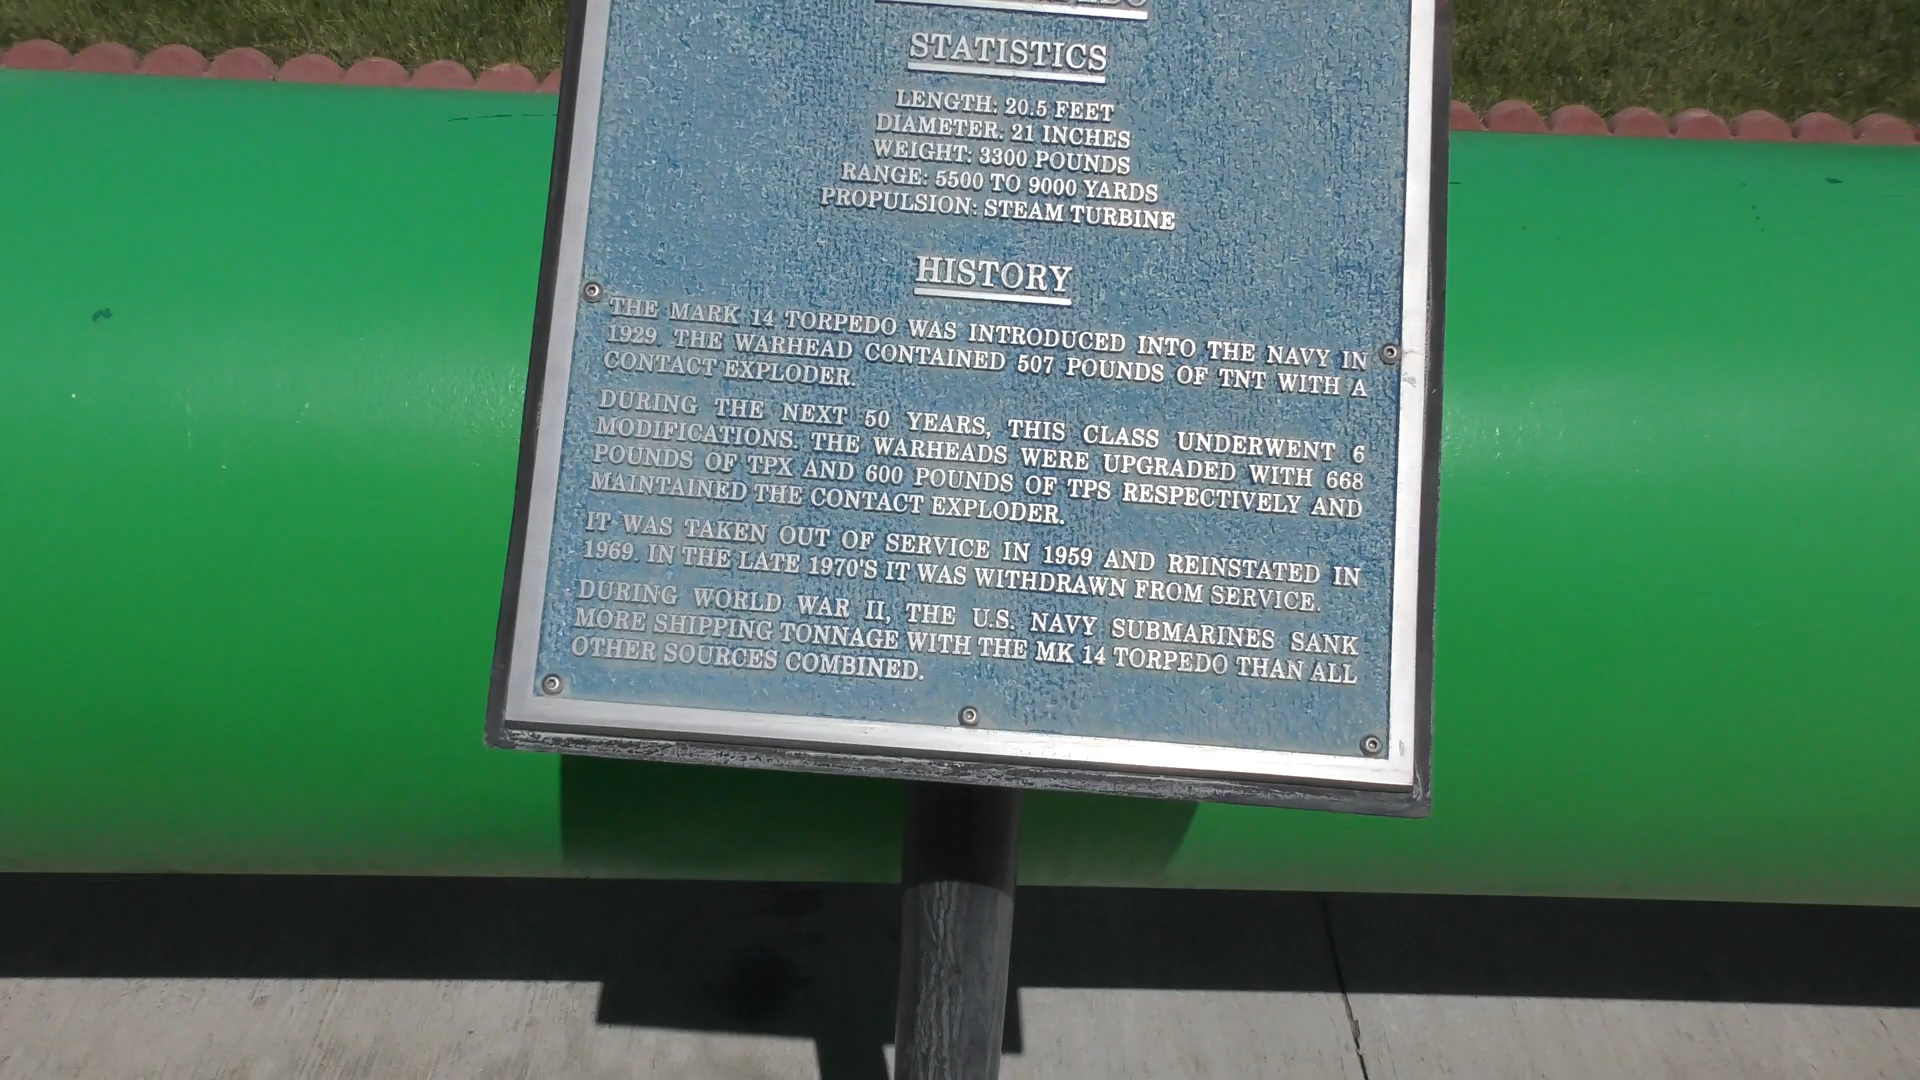 STATISTICS
LENGTH: 20.5 FEET
DIAMETER: 21 INCHES
WEIGHT: 3300 POUNDS
RANGE: 5500 TO 9000 YARDS
PROPULSION: STEAM TURBINE
HISTORY
THE MARK 14 TORPEDO WAS INTRODUCED INTO THE NAVY IN
1929. THE WARHEAD CONTAINED 507 POUNDS OF TNT WITH A
CONTACT EXPLODER.
DURING THE NEXT 50 YEARS, THIS CLASS UNDERWENT 6
MODIFICATIONS. THE WARHEADS WERE UPGRADED WITH 668
POUNDS OF TPX AND 600 POUNDS OF TPS RESPECTIVELY AND
MAINTAINED THE CONTACT EXPLODER.
IT WAS TAKEN OUT OF SERVICE IN 1959 AND REINSTATED IN
1969. IN THE LATE 1970'S IT WAS WITHDRAWN FROM SERVICE.
DURING WORLD WAR II, THE U.S. NAVY SUBMARINES SANK
MORE SHIPPING TONNAGE WITH THE MK 14 TORPEDO THAN ALL
OTHER SOURCES COMBINED.